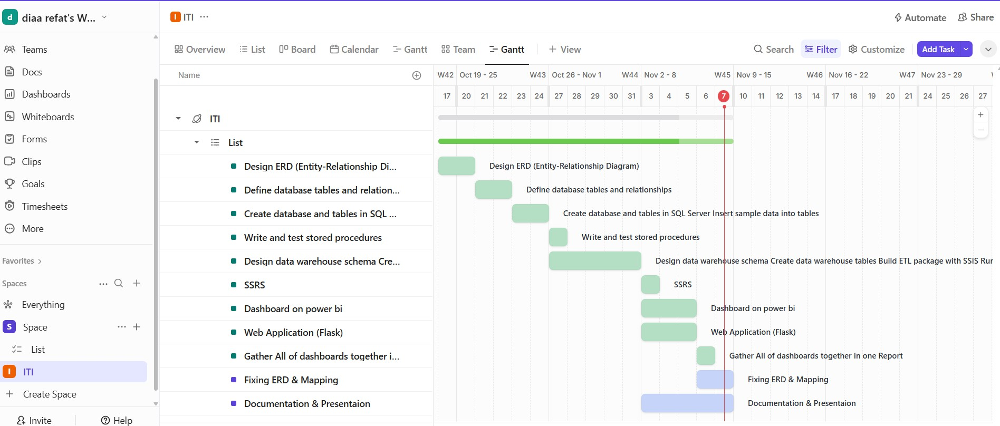 d diaa refat's W...
I ITI ...
Automate Share
Teams
Docs
Dashboards
Whiteboards
Forms
Clips
Goals
Timesheets
More
Favorites
Spaces
Everything
S Space
List
I ITI
Create Space
Invite Help
Overview List Board Calendar Gantt Team Gantt + View
Search Filter Customize Add Task
Name
W42 Oct 19 - 25 W43 Oct 26 - Nov 1 W44 Nov 2 - 8 W45 Nov 9 - 15 W46 Nov 16 - 22 W47 Nov 23 - 29
17 20 21 22 23 24 27 28 29 30 31 3 4 5 6 7 10 11 12 13 14 17 18 19 20 21 24 25 26 27
ITI
List
Design ERD (Entity-Relationship Di... Design ERD (Entity-Relationship Diagram)
Define database tables and relation... Define database tables and relationships
Create database and tables in SQL ... Create database and tables in SQL Server Insert sample data into tables
Write and test stored procedures Write and test stored procedures
Design data warehouse schema Cre... Design data warehouse schema Create data warehouse tables Build ETL package with SSIS Run
SSRS SSRS
Dashboard on power bi Dashboard on power bi
Web Application (Flask) Web Application (Flask)
Gather All of dashboards together i... Gather All of dashboards together in one Report
Fixing ERD & Mapping Fixing ERD & Mapping
Documentation & Presentaion Documentation & Presentaion